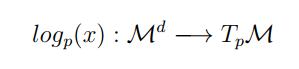 log_p(x) : ℳ^d ⟶ T_pℳ